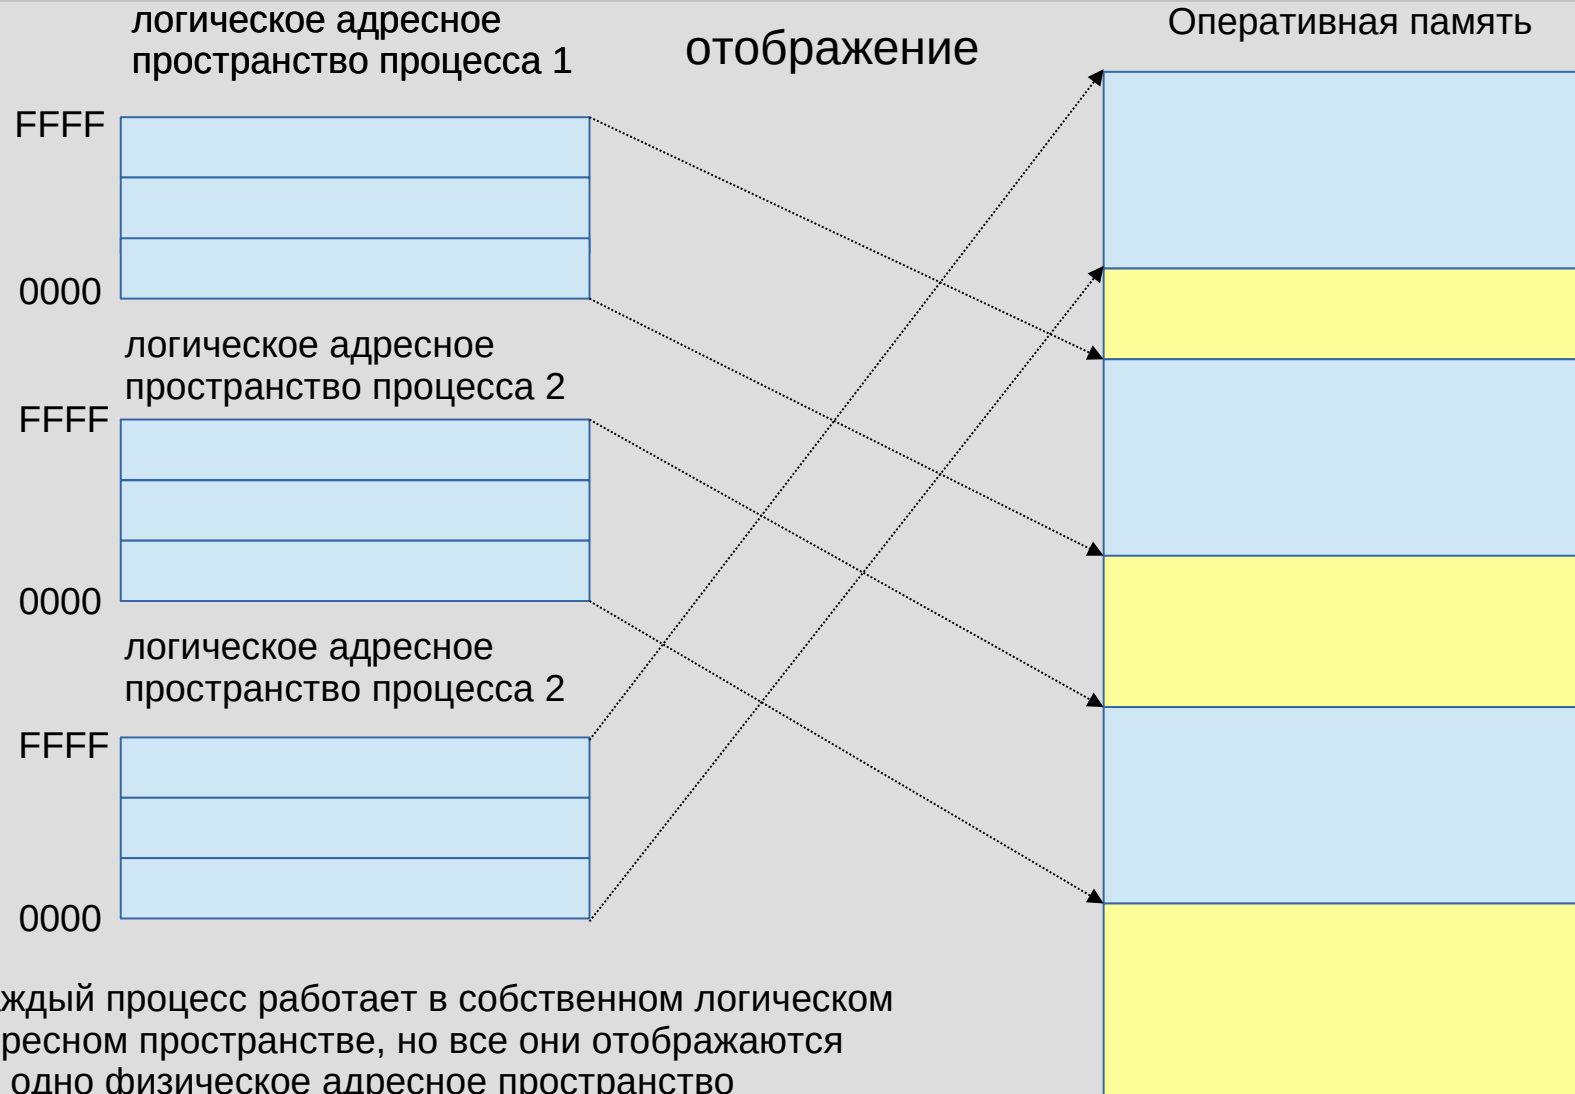 логическое адресное
пространство процесса 1
отображение
Оперативная память
FFFF
0000
логическое адресное
пространство процесса 2
FFFF
0000
логическое адресное
пространство процесса 2
FFFF
0000
ждый процесс работает в собственном логическом
ресном пространстве, но все они отображаются
одно физическое адресное пространство